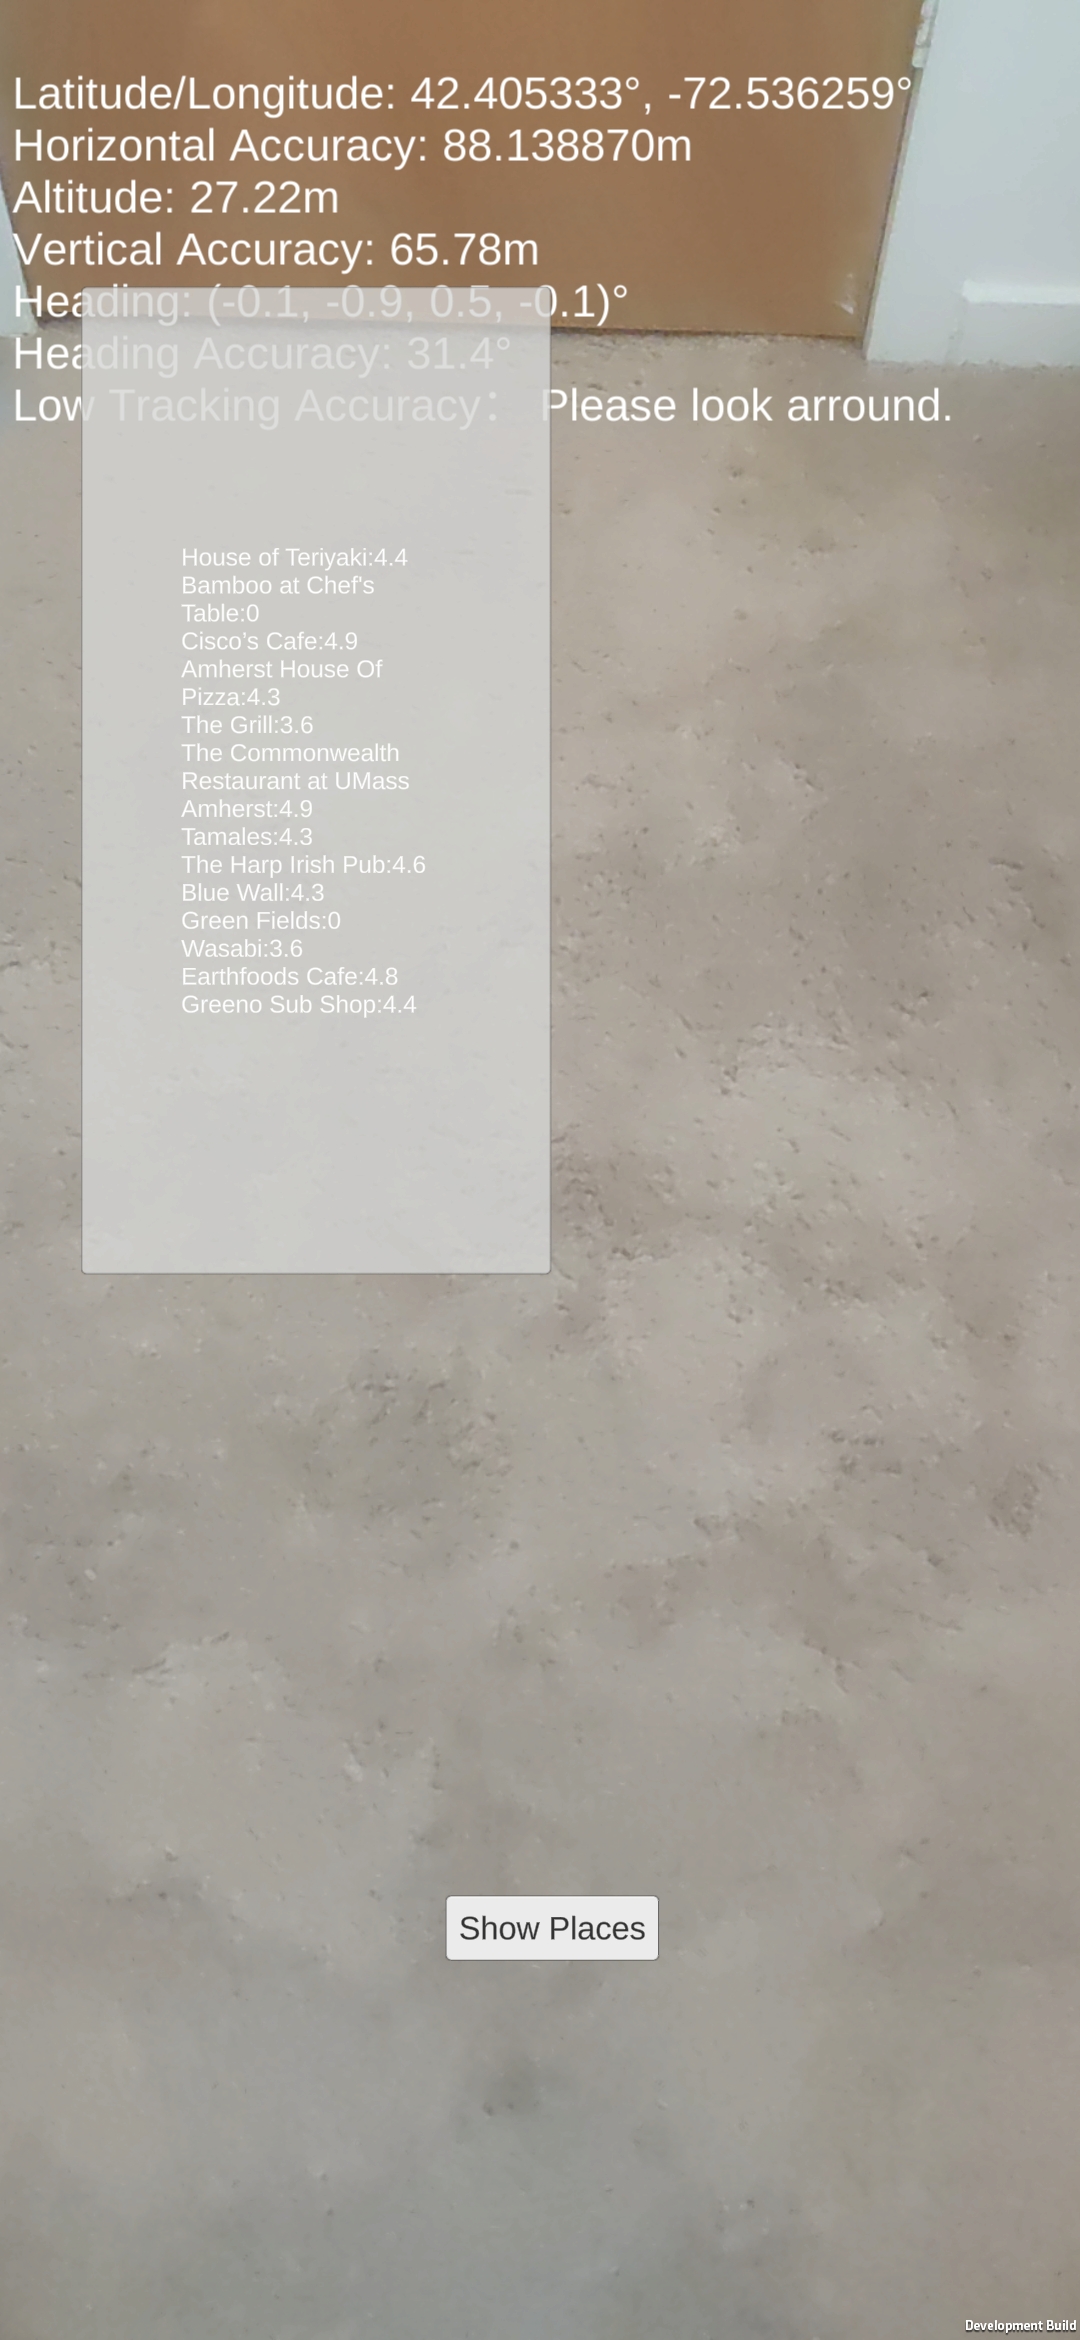 Latitude/Longitude: 42.405333°, -72.536259°
Horizontal Accuracy: 88.138870m
Altitude: 27.22m
Vertical Accuracy: 65.78m
Heading: (-0.1, -0.9, 0.5, -0.1)°
Heading Accuracy: 31.4°
Low Tracking Accuracy： Please look arround.
House of Teriyaki:4.4
Bamboo at Chef's
Table:0
Cisco’s Cafe:4.9
Amherst House Of
Pizza:4.3
The Grill:3.6
The Commonwealth
Restaurant at UMass
Amherst:4.9
Tamales:4.3
The Harp Irish Pub:4.6
Blue Wall:4.3
Green Fields:0
Wasabi:3.6
Earthfoods Cafe:4.8
Greeno Sub Shop:4.4
Show Places
Development Build